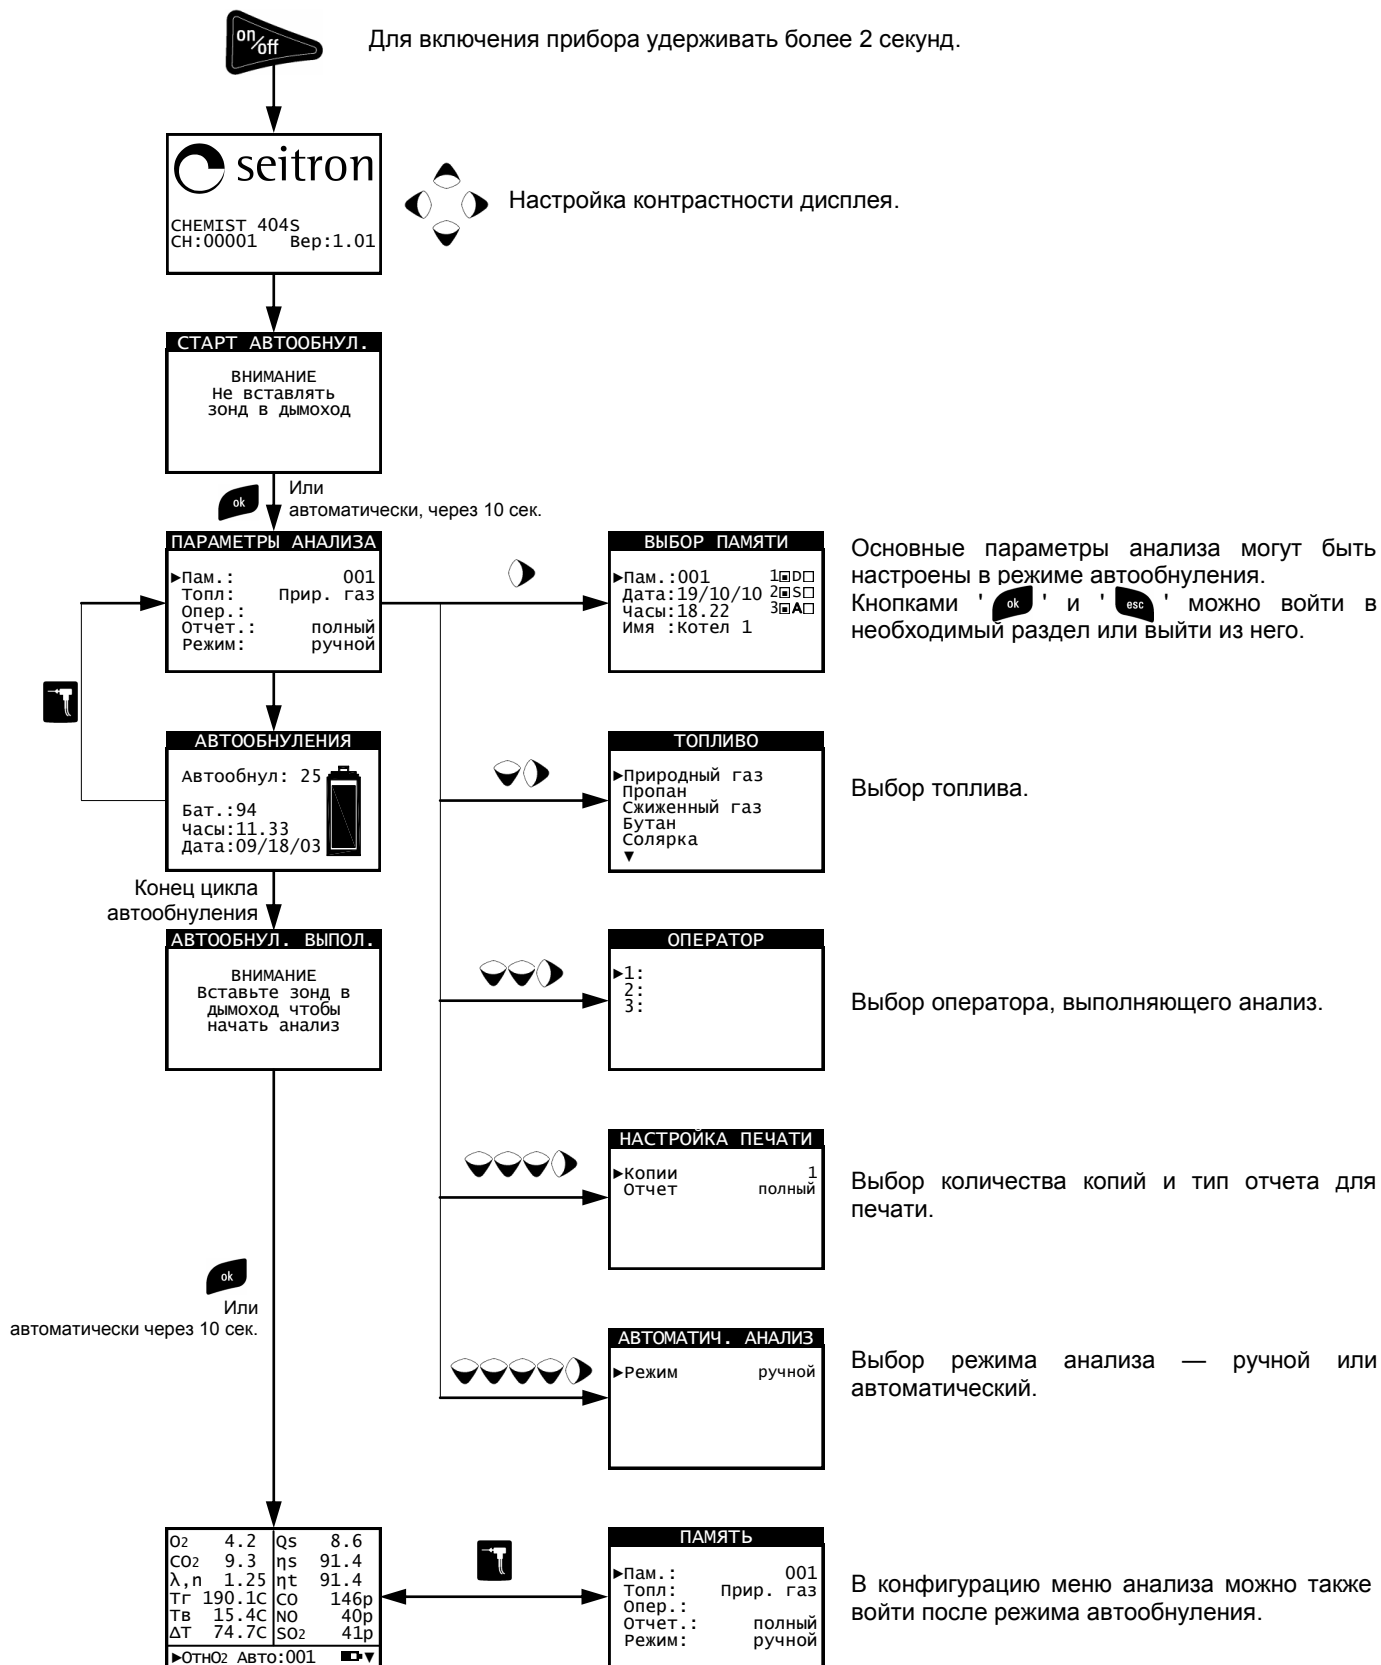 on/off
Для включения прибора удерживать более 2 секунд.
seitron
CHEMIST 404S
СН:00001 Вер:1.01
Настройка контрастности дисплея.
СТАРТ АВТООБНУЛ.
ВНИМАНИЕ
Не вставлять
зонд в дымоход
ok
Или
автоматически, через 10 сек.
ПАРАМЕТРЫ АНАЛИЗА
►Пам.: 001
Топл: Прир. газ
Опер.:
Отчет.: полный
Режим: ручной
ВЫБОР ПАМЯТИ
►Пам.:001 1▣D□
Дата:19/10/10 2▣S□
Часы:18.22 3▣A□
Имя :Котел 1
Основные параметры анализа могут быть
настроены в режиме автообнуления.
Кнопками ' ok ' и ' esc ' можно войти в
необходимый раздел или выйти из него.
АВТООБНУЛЕНИЯ
Автообнул: 25
Бат.:94
Часы:11.33
Дата:09/18/03
ТОПЛИВО
►Природный газ
Пропан
Сжиженный газ
Бутан
Солярка
▼
Выбор топлива.
Конец цикла
автообнуления
АВТООБНУЛ. ВЫПОЛ.
ВНИМАНИЕ
Вставьте зонд в
дымоход чтобы
начать анализ
ОПЕРАТОР
►1:
2:
3:
Выбор оператора, выполняющего анализ.
НАСТРОЙКА ПЕЧАТИ
►Копии 1
Отчет полный
Выбор количества копий и тип отчета для
печати.
ok
Или
автоматически через 10 сек.
АВТОМАТИЧ. АНАЛИЗ
►Режим ручной
Выбор режима анализа — ручной или
автоматический.
O2 4.2 Qs 8.6
CO2 9.3 ηs 91.4
λ,n 1.25 ηt 91.4
Тг 190.1C CO 146p
Тв 15.4C NO 40p
ΔT 74.7C SO2 41p
►ОтнO2 Авто:001 ▼
ПАМЯТЬ
►Пам.: 001
Топл: Прир. газ
Опер.:
Отчет.: полный
Режим: ручной
В конфигурацию меню анализа можно также
войти после режима автообнуления.